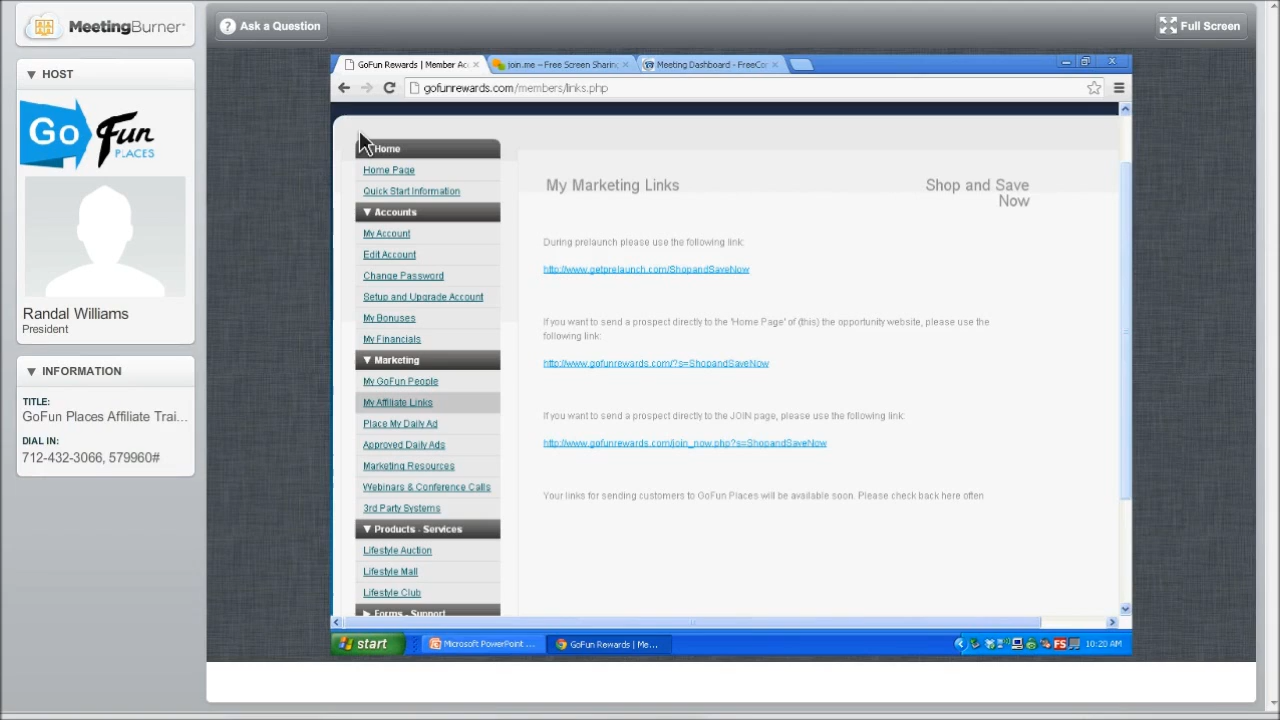 MeetingBurner
Ask a Question
Full Screen
HOST
Go Fun
PLACES
Randal Williams
President
INFORMATION
TITLE:
GoFun Places Affiliate Trai...
DIAL IN:
712-432-3066, 579960#
GoFun Rewards | Member Ac
join.me – Free Screen Sharing
Meeting Dashboard - FreeCon
gofunrewards.com/members/links.php
Home
Home Page
Quick Start Information
Accounts
My Account
Edit Account
Change Password
Setup and Upgrade Account
My Bonuses
My Financials
Marketing
My GoFun People
My Affiliate Links
Place My Daily Ad
Approved Daily Ads
Marketing Resources
Webinars & Conference Calls
3rd Party Systems
Products - Services
Lifestyle Auction
Lifestyle Mall
Lifestyle Club
Forms - Support
My Marketing Links
Shop and Save
Now
During prelaunch please use the following link:
http://www.getprelaunch.com/ShopandSaveNow
If you want to send a prospect directly to the 'Home Page' of (this) the opportunity website, please use the
following link:
http://www.gofunrewards.com/?s=ShopandSaveNow
If you want to send a prospect directly to the JOIN page, please use the following link:
http://www.gofunrewards.com/join_now.php?s=ShopandSaveNow
Your links for sending customers to GoFun Places will be available soon. Please check back here often
start
Microsoft PowerPoint ...
GoFun Rewards | Me...
FS
10:20 AM